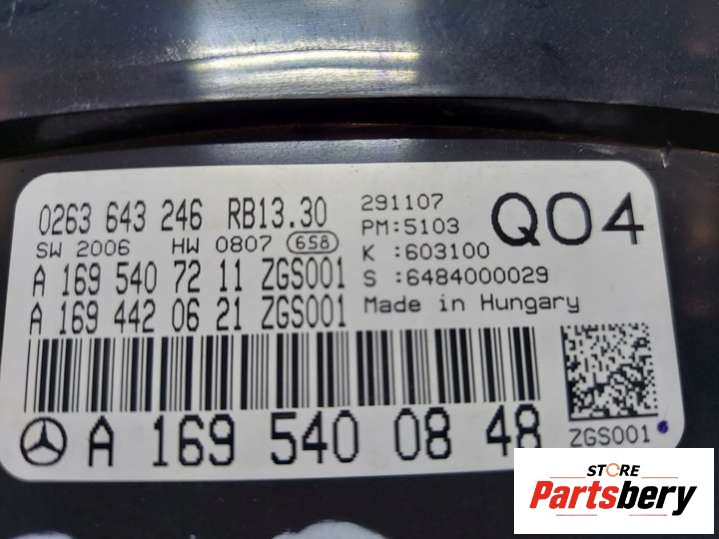 0263 643 246 RB13.30
SW 2006 HW 0807 658
A 169 540 72 11 ZGS001
A 169 442 06 21 ZGS001
291107
PM:5103
K :603100
S :6484000029
Made in Hungary
Q04
A 169 540 08 48
ZGS001
STORE
Partsbery